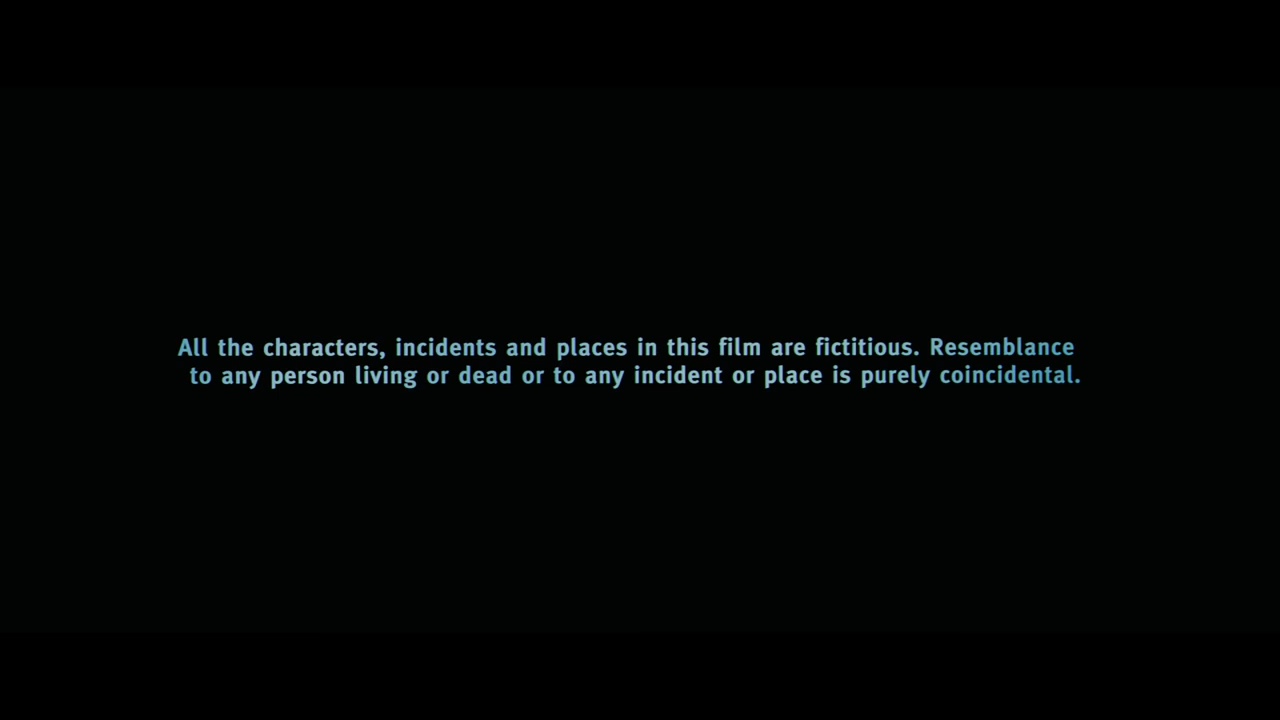 All the characters, incidents and places in this film are fictitious. Resemblance
to any person living or dead or to any incident or place is purely coincidental.